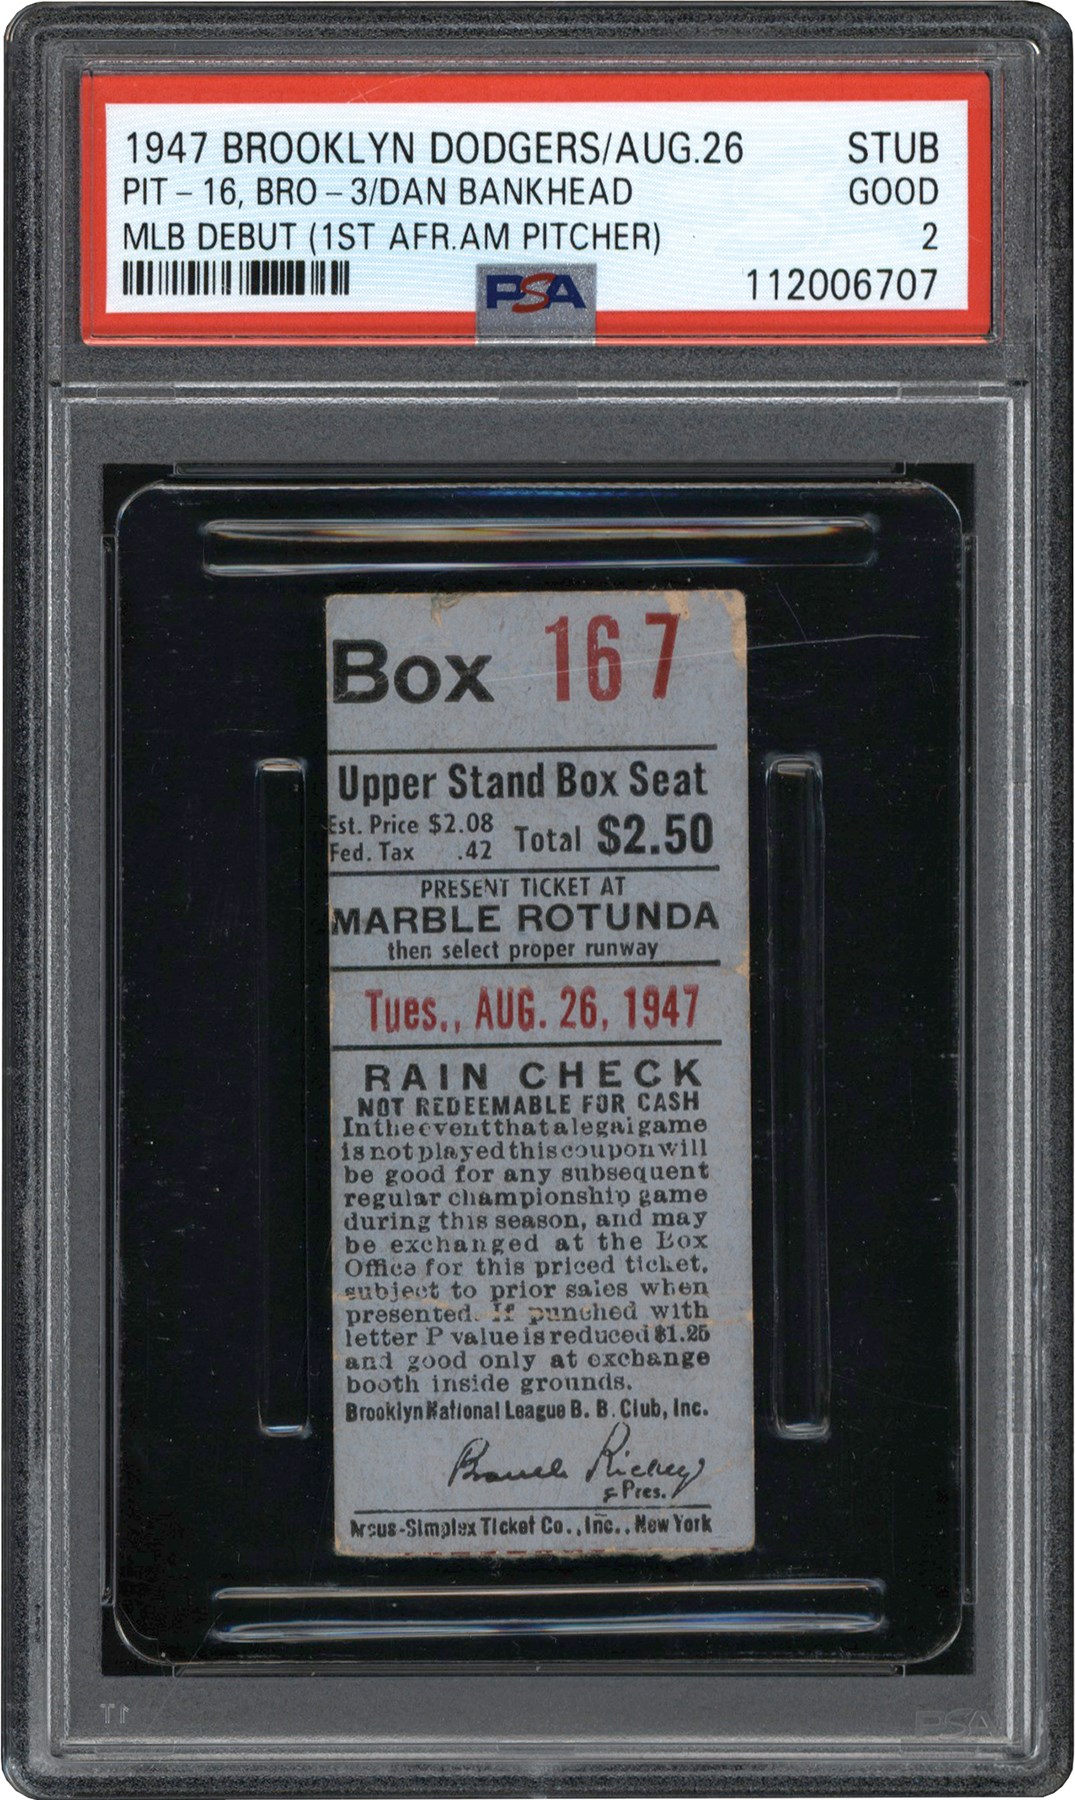 1947 BROOKLYN DODGERS/AUG.26 STUB
PIT – 16, BRO – 3/DAN BANKHEAD GOOD
MLB DEBUT (1ST AFR.AM PITCHER) 2
PSA 112006707
Box 167
Upper Stand Box Seat
Est. Price $2.08
Fed. Tax .42 Total $2.50
PRESENT TICKET AT
MARBLE ROTUNDA
then select proper runway
Tues., AUG. 26, 1947
RAIN CHECK
NOT REDEEMABLE FOR CASH
In the event that a legal game
is not played this coupon will
be good for any subsequent
regular championship game
during this season, and may
be exchanged at the Box
Office for this priced ticket,
subject to prior sales when
presented. If punched with
letter P value is reduced $1.25
and good only at exchange
booth inside grounds.
Brooklyn National League B. B. Club, Inc.
Branch Rickey
Pres.
Arcus-Simplex Ticket Co., Inc., New York
PSA